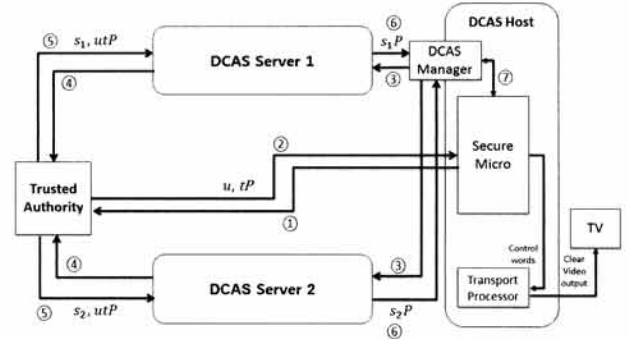 DCAS Host
⑥
⑤ s₁, utP
DCAS Server 1
s₁P
DCAS
Manager
④
③
⑦
②
Secure
Micro
Trusted
Authority
u, tP
①
TV
④
③
Control
words
Clear
Video
output
DCAS Server 2
Transport
Processor
⑤ s₂, utP
s₂P
⑥